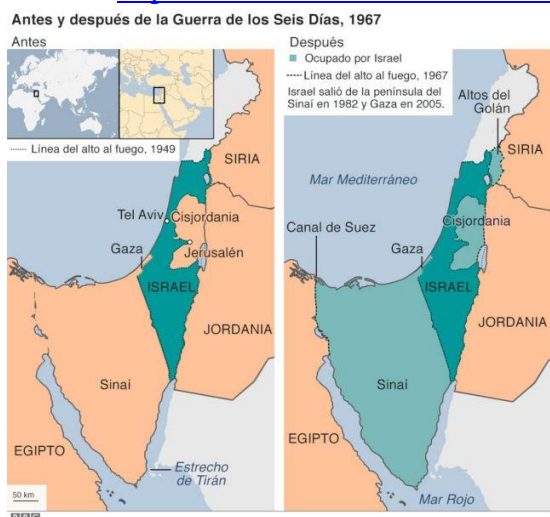 Antes y después de la Guerra de los Seis Días, 1967
Antes
Línea del alto al fuego, 1949
SIRIA
Tel Aviv
Cisjordania
Gaza
Jerusalén
ISRAEL
JORDANIA
Sinaí
EGIPTO
Estrecho
de Tirán
50 km
BBC
Después
Ocupado por Israel
Línea del alto al fuego, 1967
Israel salió de la península del
Sinaí en 1982 y Gaza en 2005.
Altos del
Golán
SIRIA
Mar Mediterráneo
Cisjordania
Canal de Suez
Gaza
ISRAEL
JORDANIA
Sinaí
EGIPTO
Mar Rojo